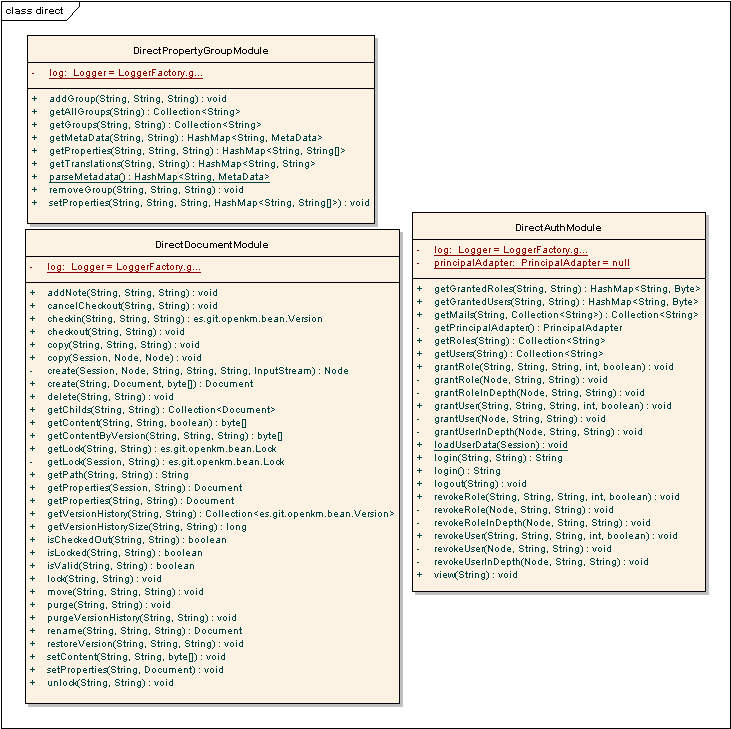 class direct
DirectPropertyGroupModule
- log: Logger = LoggerFactory.g...
+ addGroup(String, String, String) : void
+ getAllGroups(String) : Collection<String>
+ getGroups(String, String) : Collection<String>
+ getMetaData(String, String) : HashMap<String, MetaData>
+ getProperties(String, String, String) : HashMap<String, String[]>
+ getTranslations(String, String) : HashMap<String, String>
+ parseMetadata() : HashMap<String, MetaData>
+ removeGroup(String, String, String) : void
+ setProperties(String, String, String, HashMap<String, String[]>) : void
DirectDocumentModule
- log: Logger = LoggerFactory.g...
+ addNote(String, String, String) : void
+ cancelCheckout(String, String) : void
+ checkin(String, String, String) : es.git.openkm.bean.Version
+ checkout(String, String) : void
+ copy(String, String, String) : void
+ copy(Session, Node, Node) : void
- create(Session, Node, String, String, String, InputStream) : Node
+ create(String, Document, byte[]) : Document
+ delete(String, String) : void
+ getChilds(String, String) : Collection<Document>
+ getContent(String, String, boolean) : byte[]
+ getContentByVersion(String, String, String) : byte[]
+ getLock(String, String) : es.git.openkm.bean.Lock
- getLock(Session, String) : es.git.openkm.bean.Lock
+ getPath(String, String) : String
+ getProperties(Session, String) : Document
+ getProperties(String, String) : Document
+ getVersionHistory(String, String) : Collection<es.git.openkm.bean.Version>
+ getVersionHistorySize(String, String) : long
+ isCheckedOut(String, String) : boolean
+ isLocked(String, String) : boolean
+ isValid(String, String) : boolean
+ lock(String, String) : void
+ move(String, String, String) : void
+ purge(String, String) : void
+ purgeVersionHistory(String, String) : void
+ rename(String, String, String) : Document
+ restoreVersion(String, String, String) : void
+ setContent(String, String, byte[]) : void
+ setProperties(String, Document) : void
+ unlock(String, String) : void
DirectAuthModule
- log: Logger = LoggerFactory.g...
- principalAdapter: PrincipalAdapter = null
+ getGrantedRoles(String, String) : HashMap<String, Byte>
+ getGrantedUsers(String, String) : HashMap<String, Byte>
+ getMails(String, Collection<String>) : Collection<String>
- getPrincipalAdapter() : PrincipalAdapter
+ getRoles(String) : Collection<String>
+ getUsers(String) : Collection<String>
+ grantRole(String, String, String, int, boolean) : void
- grantRole(Node, String, String) : void
- grantRoleInDepth(Node, String, String) : void
+ grantUser(String, String, String, int, boolean) : void
- grantUser(Node, String, String) : void
- grantUserInDepth(Node, String, String) : void
+ loadUserData(Session) : void
+ login(String, String) : String
+ login() : String
+ logout(String) : void
+ revokeRole(String, String, String, int, boolean) : void
- revokeRole(Node, String, String) : void
- revokeRoleInDepth(Node, String, String) : void
+ revokeUser(String, String, String, int, boolean) : void
- revokeUser(Node, String, String) : void
- revokeUserInDepth(Node, String, String) : void
+ view(String) : void